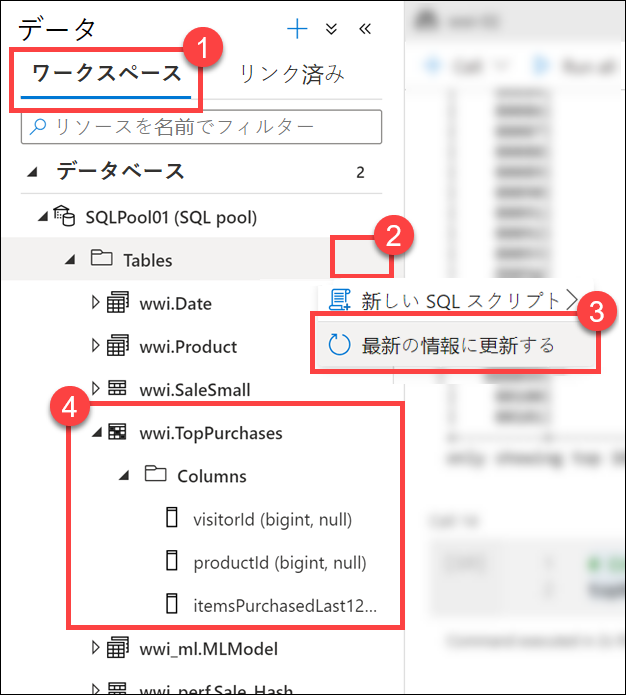 データ
1
ワークスペース
リンク済み
リソースを名前でフィルター
データベース 2
SQLPool01 (SQL pool)
2
Tables
wwi.Date
新しい SQL スクリプト
3
wwi.Product
最新の情報に更新する
wwi.SaleSmall
4
wwi.TopPurchases
Columns
visitorId (bigint, null)
productId (bigint, null)
itemsPurchasedLast12...
wwi_ml.MLModel
wwi_perf.Sale_Hash